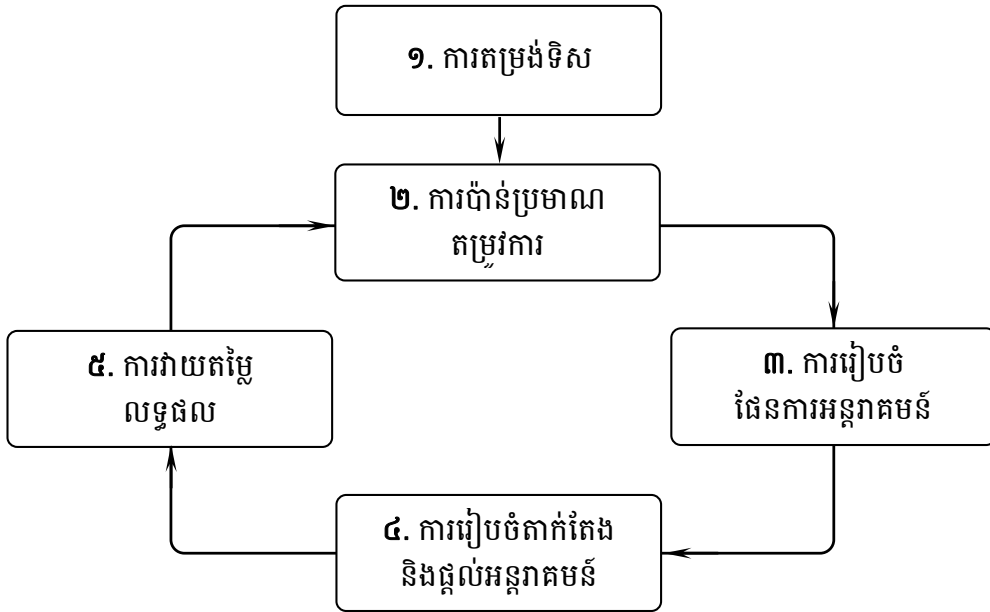 ១. ការតម្រង់ទិស
២. ការប៉ាន់ប្រមាណ
តម្រូវការ
៣. ការរៀបចំ
ផែនការអន្តរាគមន៍
៤. ការរៀបចំតាក់តែង
និងផ្តល់អន្តរាគមន៍
៥. ការវាយតម្លៃ
លទ្ធផល